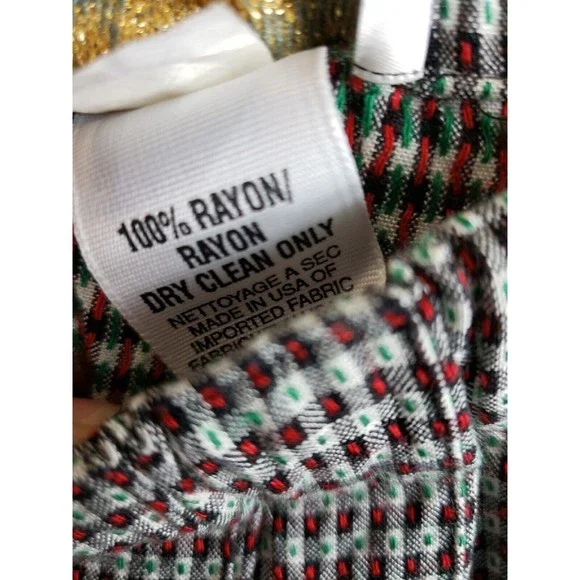 100% RAYON/
RAYON
DRY CLEAN ONLY
NETTOYAGE A SEC
MADE IN USA OF
IMPORTED FABRIC